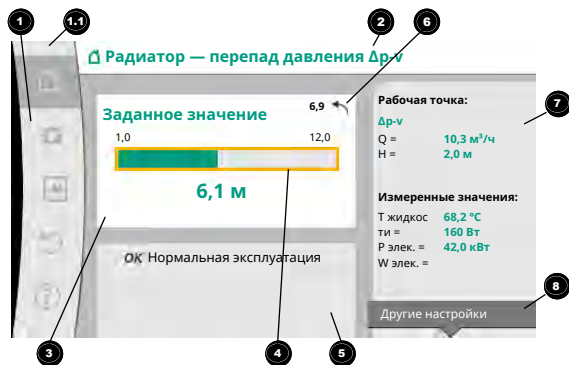 1
1.1
2
6
Радиатор — перепад давления Δp-v
Заданное значение
6,9
1,0
12,0
6,1 м
OK Нормальная эксплуатация
Рабочая точка:
Δp-v
Q = 10,3 м³/ч
H = 2,0 м
Измеренные значения:
Т жидкос 68,2 °C
ти = 160 Вт
P элек. = 42,0 кВт
W элек. =
7
8
Другие настройки
3
4
5